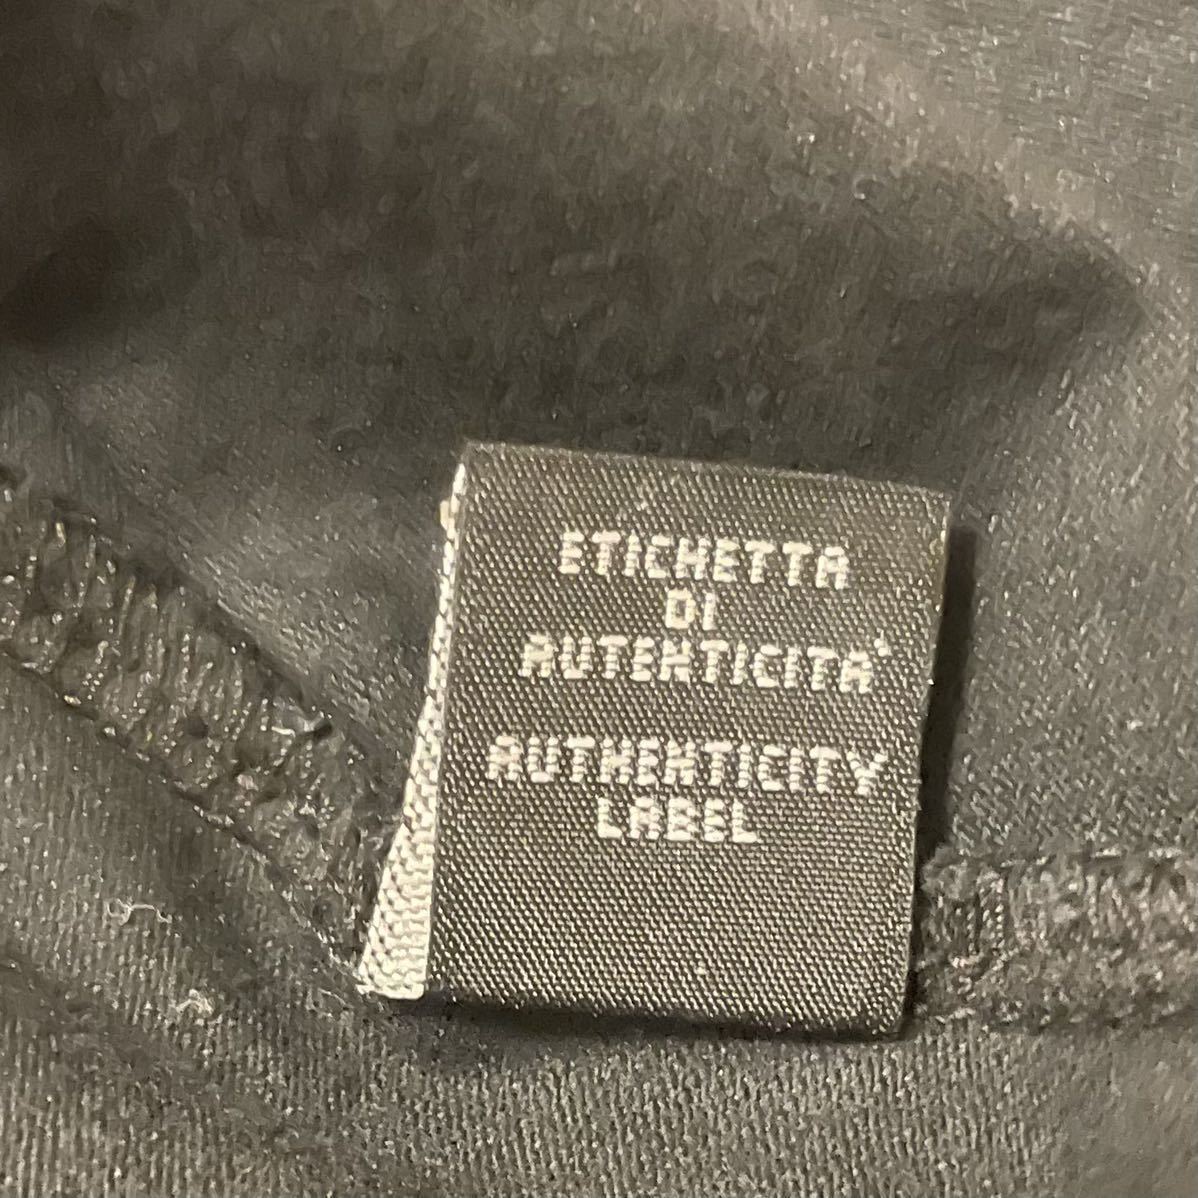 ETICHETTA
DI
AUTENTICITA'
AUTHENTICITY
LABEL